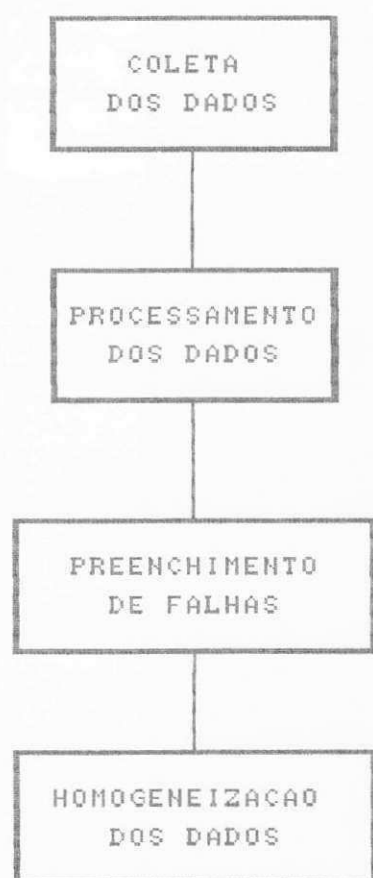 COLETA
DOS DADOS
PROCESSAMENTO
DOS DADOS
PREENCHIMENTO
DE FALHAS
HOMOGENEIZACAO
DOS DADOS